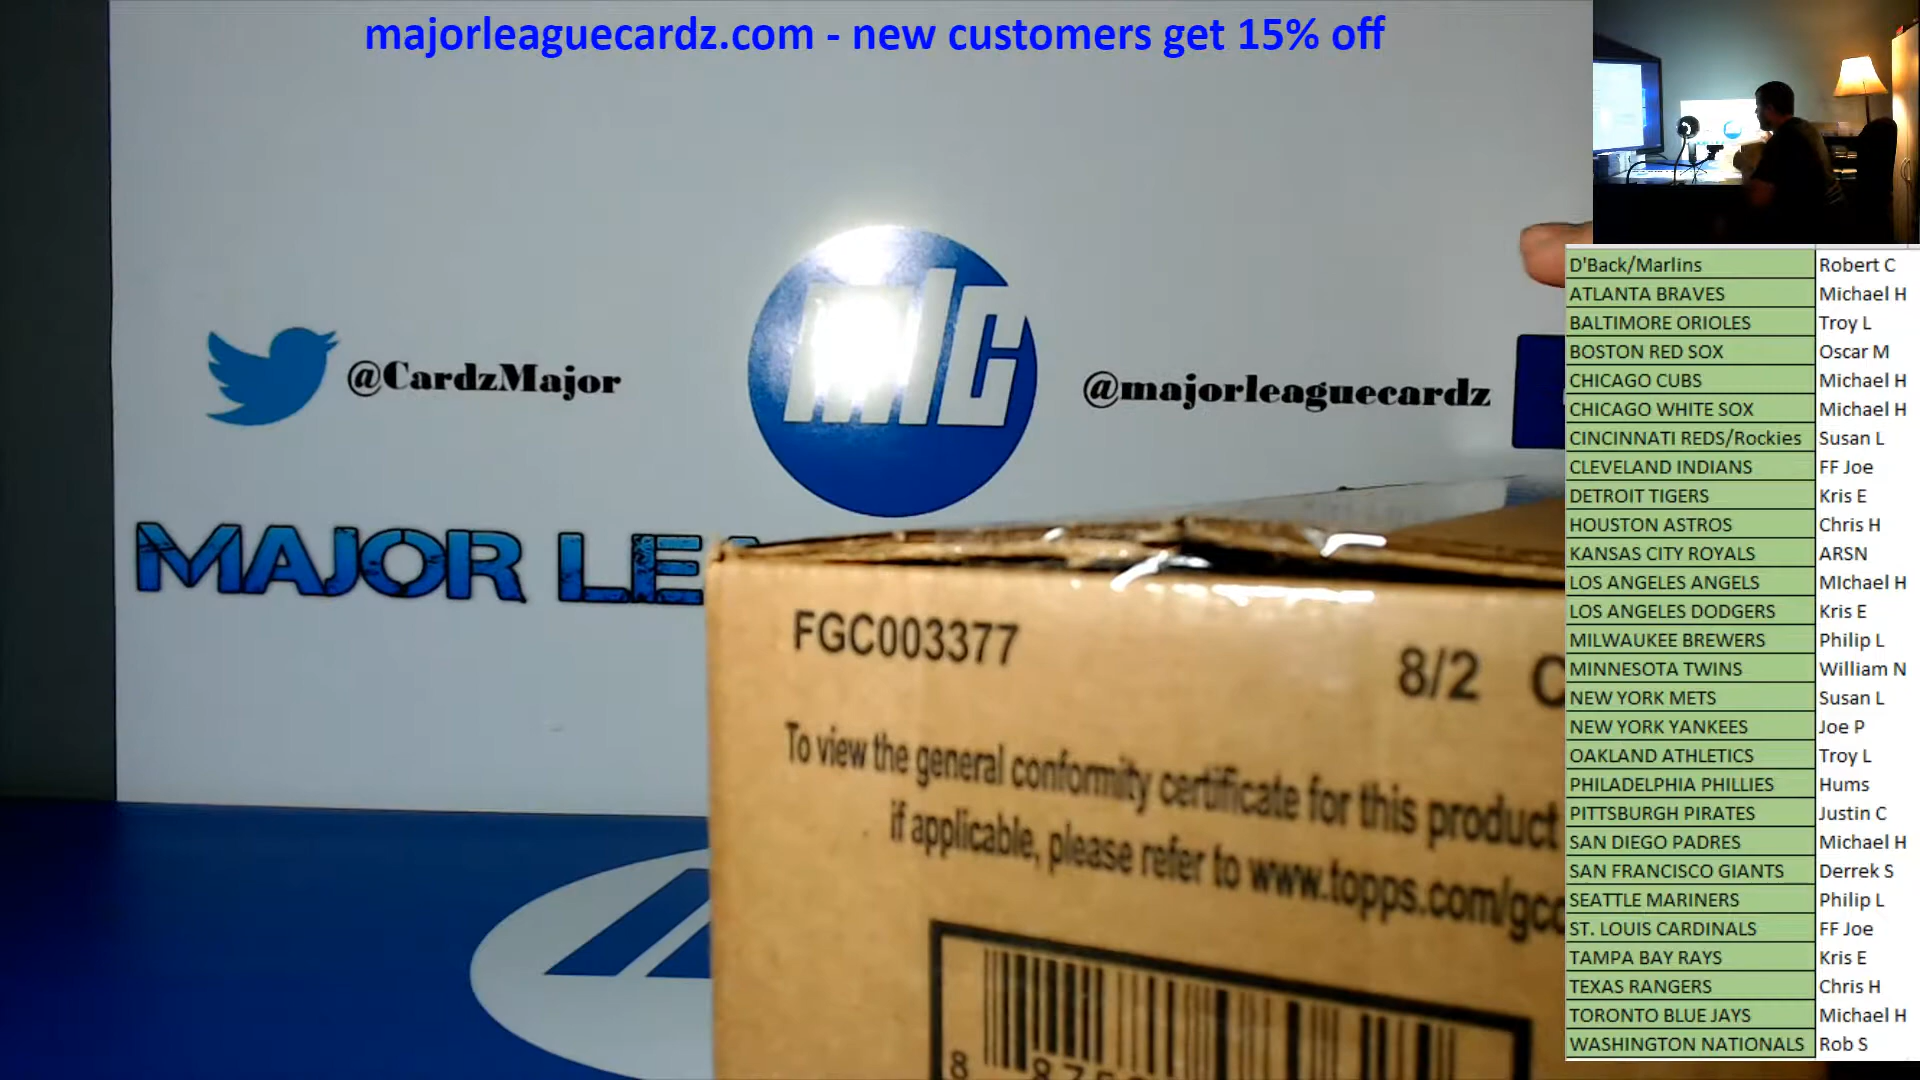 majorleaguecardz.com - new customers get 15% off
@CardzMajor
@majorleaguecardz
MAJOR
FGC003377
8/2
To view the general conformity certificate for this product
if applicable, please refer to www.topps.com/gcc
8
D'Back/Marlins Robert C
ATLANTA BRAVES Michael H
BALTIMORE ORIOLES Troy L
BOSTON RED SOX Oscar M
CHICAGO CUBS Michael H
CHICAGO WHITE SOX Michael H
CINCINNATI REDS/Rockies Susan L
CLEVELAND INDIANS FF Joe
DETROIT TIGERS Kris E
HOUSTON ASTROS Chris H
KANSAS CITY ROYALS ARSN
LOS ANGELES ANGELS MIchael H
LOS ANGELES DODGERS Kris E
MILWAUKEE BREWERS Philip L
MINNESOTA TWINS William N
NEW YORK METS Susan L
NEW YORK YANKEES Joe P
OAKLAND ATHLETICS Troy L
PHILADELPHIA PHILLIES Hums
PITTSBURGH PIRATES Justin C
SAN DIEGO PADRES Michael H
SAN FRANCISCO GIANTS Derrek S
SEATTLE MARINERS Philip L
ST. LOUIS CARDINALS FF Joe
TAMPA BAY RAYS Kris E
TEXAS RANGERS Chris H
TORONTO BLUE JAYS Michael H
WASHINGTON NATIONALS Rob S